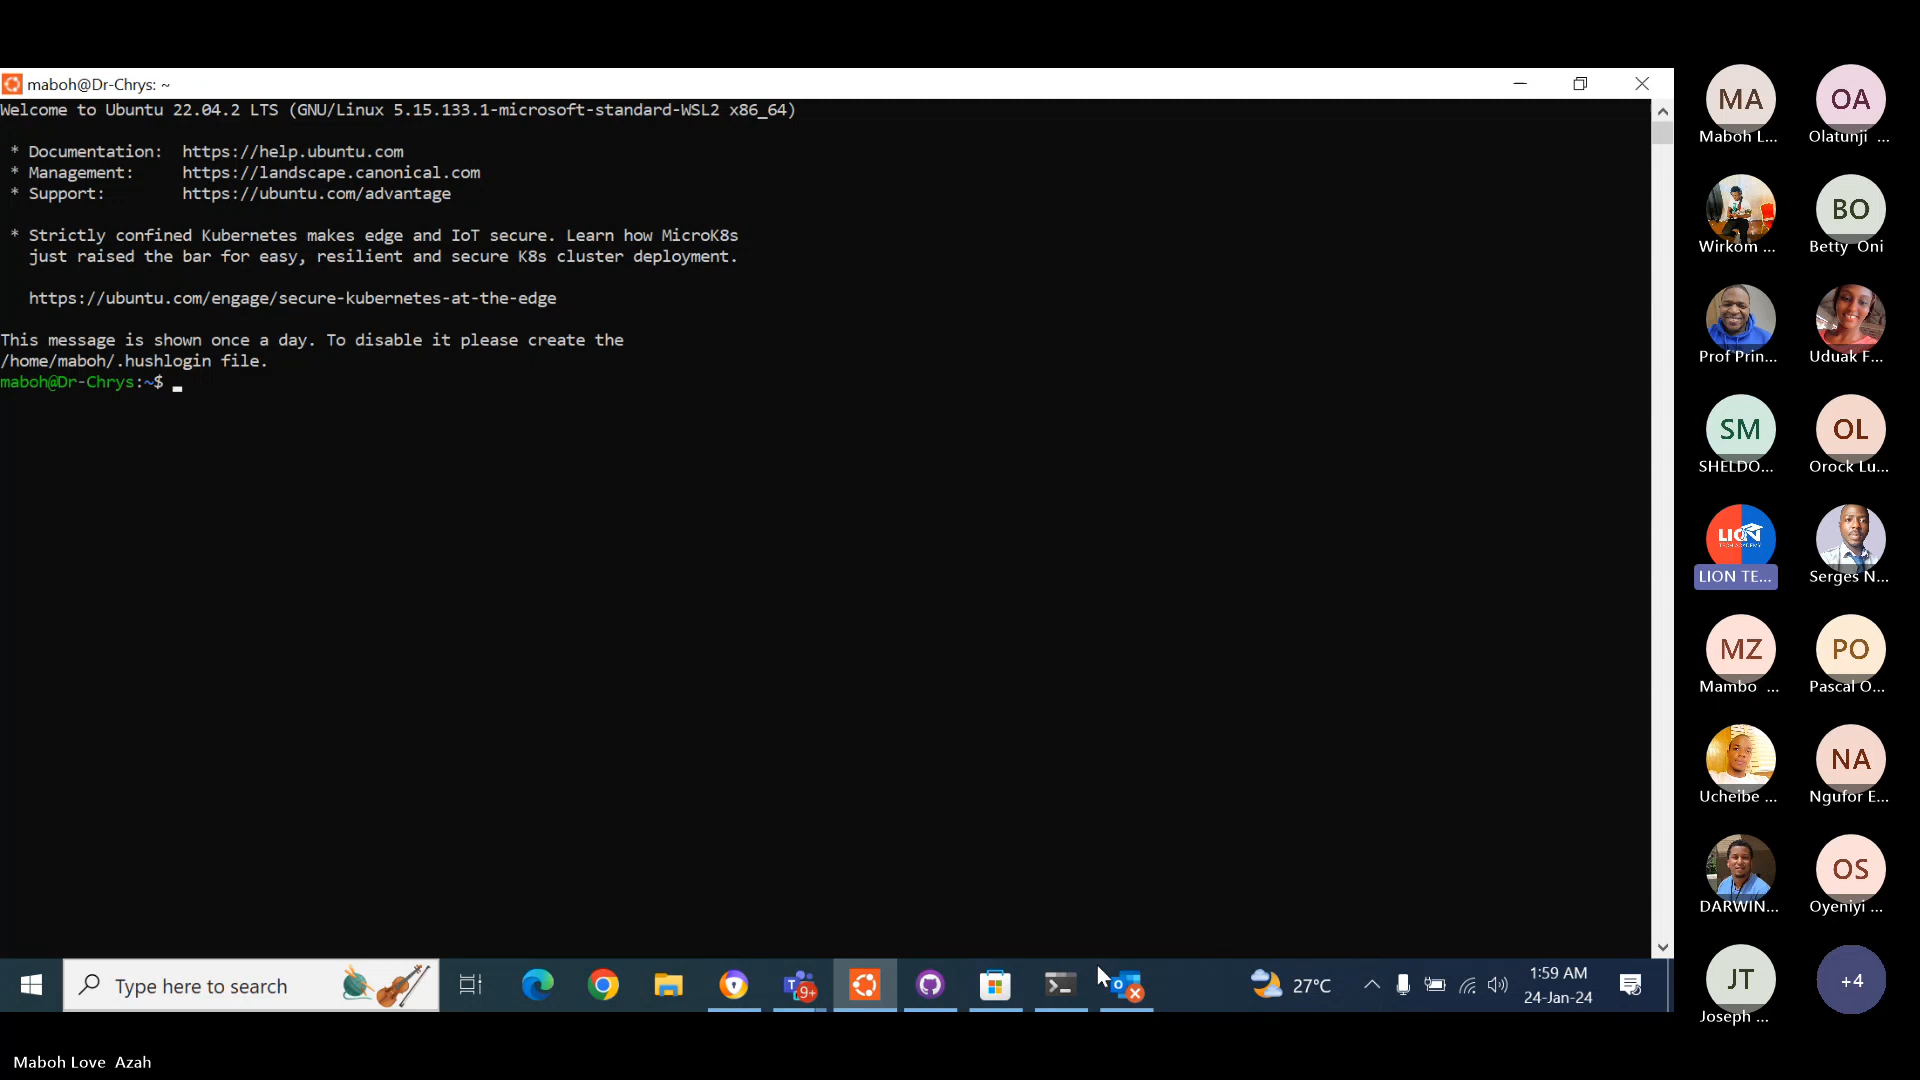 maboh@Dr-Chrys: ~
Welcome to Ubuntu 22.04.2 LTS (GNU/Linux 5.15.133.1-microsoft-standard-WSL2 x86_64)
* Documentation: https://help.ubuntu.com
* Management: https://landscape.canonical.com
* Support: https://ubuntu.com/advantage
* Strictly confined Kubernetes makes edge and IoT secure. Learn how MicroK8s
just raised the bar for easy, resilient and secure K8s cluster deployment.
https://ubuntu.com/engage/secure-kubernetes-at-the-edge
This message is shown once a day. To disable it please create the
/home/maboh/.hushlogin file.
maboh@Dr-Chrys:~$
Type here to search
9+
27°C
1:59 AM
24-Jan-24
Maboh Love Azah
MA
Maboh L...
OA
Olatunji ...
Wirkom ...
BO
Betty Oni
Prof Prin...
Uduak F...
SM
SHELDO...
OL
Orock Lu...
LION
TECH ACADEMY
LION TE...
Serges N...
MZ
Mambo ...
PO
Pascal O...
Ucheibe ...
NA
Ngufor E...
DARWIN...
OS
Oyeniyi ...
JT
Joseph ...
+4